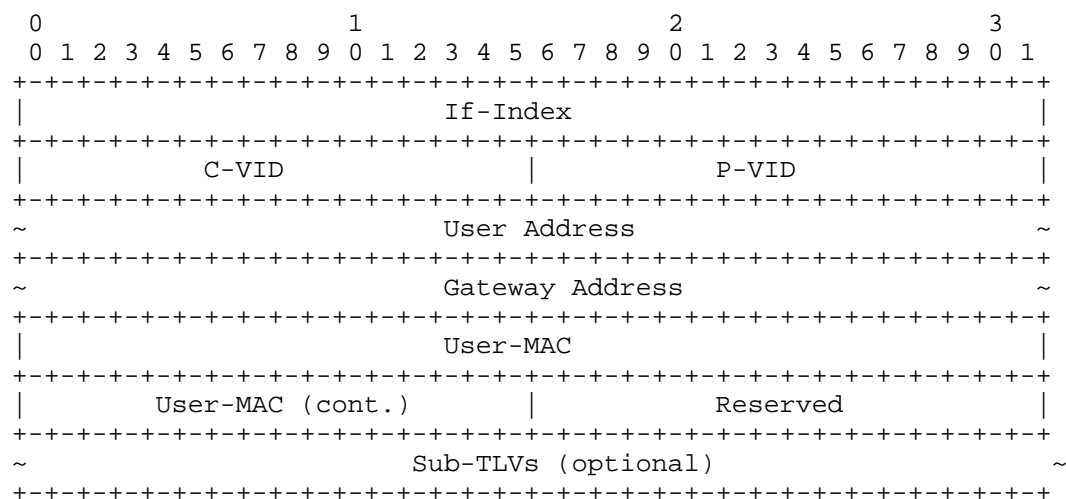 0                   1                   2                   3
 0 1 2 3 4 5 6 7 8 9 0 1 2 3 4 5 6 7 8 9 0 1 2 3 4 5 6 7 8 9 0 1
+-+-+-+-+-+-+-+-+-+-+-+-+-+-+-+-+-+-+-+-+-+-+-+-+-+-+-+-+-+-+-+-+
|                          If-Index                             |
+-+-+-+-+-+-+-+-+-+-+-+-+-+-+-+-+-+-+-+-+-+-+-+-+-+-+-+-+-+-+-+-+
|           C-VID               |           P-VID               |
+-+-+-+-+-+-+-+-+-+-+-+-+-+-+-+-+-+-+-+-+-+-+-+-+-+-+-+-+-+-+-+-+
~                          User Address                         ~
+-+-+-+-+-+-+-+-+-+-+-+-+-+-+-+-+-+-+-+-+-+-+-+-+-+-+-+-+-+-+-+-+
~                          Gateway Address                      ~
+-+-+-+-+-+-+-+-+-+-+-+-+-+-+-+-+-+-+-+-+-+-+-+-+-+-+-+-+-+-+-+-+
|                          User-MAC                             |
+-+-+-+-+-+-+-+-+-+-+-+-+-+-+-+-+-+-+-+-+-+-+-+-+-+-+-+-+-+-+-+-+
|        User-MAC (cont.)       |           Reserved            |
+-+-+-+-+-+-+-+-+-+-+-+-+-+-+-+-+-+-+-+-+-+-+-+-+-+-+-+-+-+-+-+-+
~                        Sub-TLVs (optional)                     ~
+-+-+-+-+-+-+-+-+-+-+-+-+-+-+-+-+-+-+-+-+-+-+-+-+-+-+-+-+-+-+-+-+